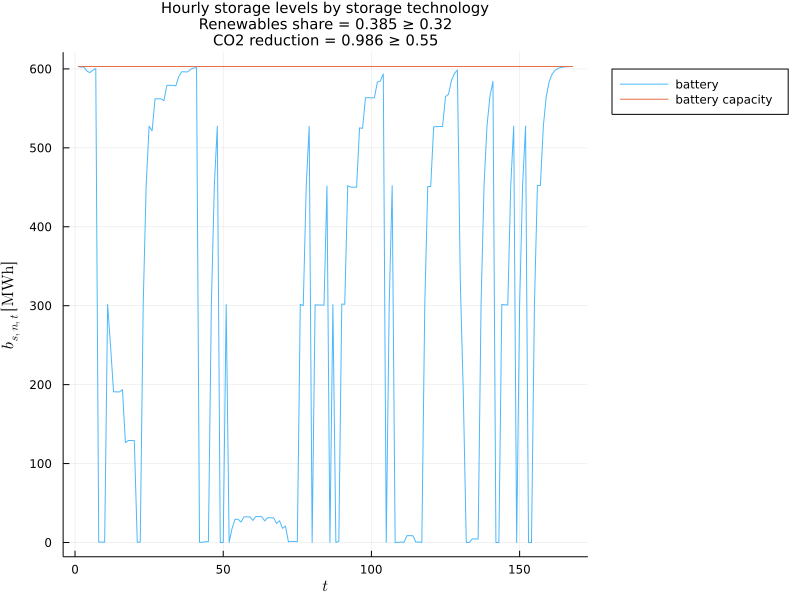 Hourly storage levels by storage technology
Renewables share = 0.385 ≥ 0.32
CO2 reduction = 0.986 ≥ 0.55
battery
battery capacity
600
500
400
300
200
100
0
b_{s, n, t} [MWh]
0 50 100 150
t